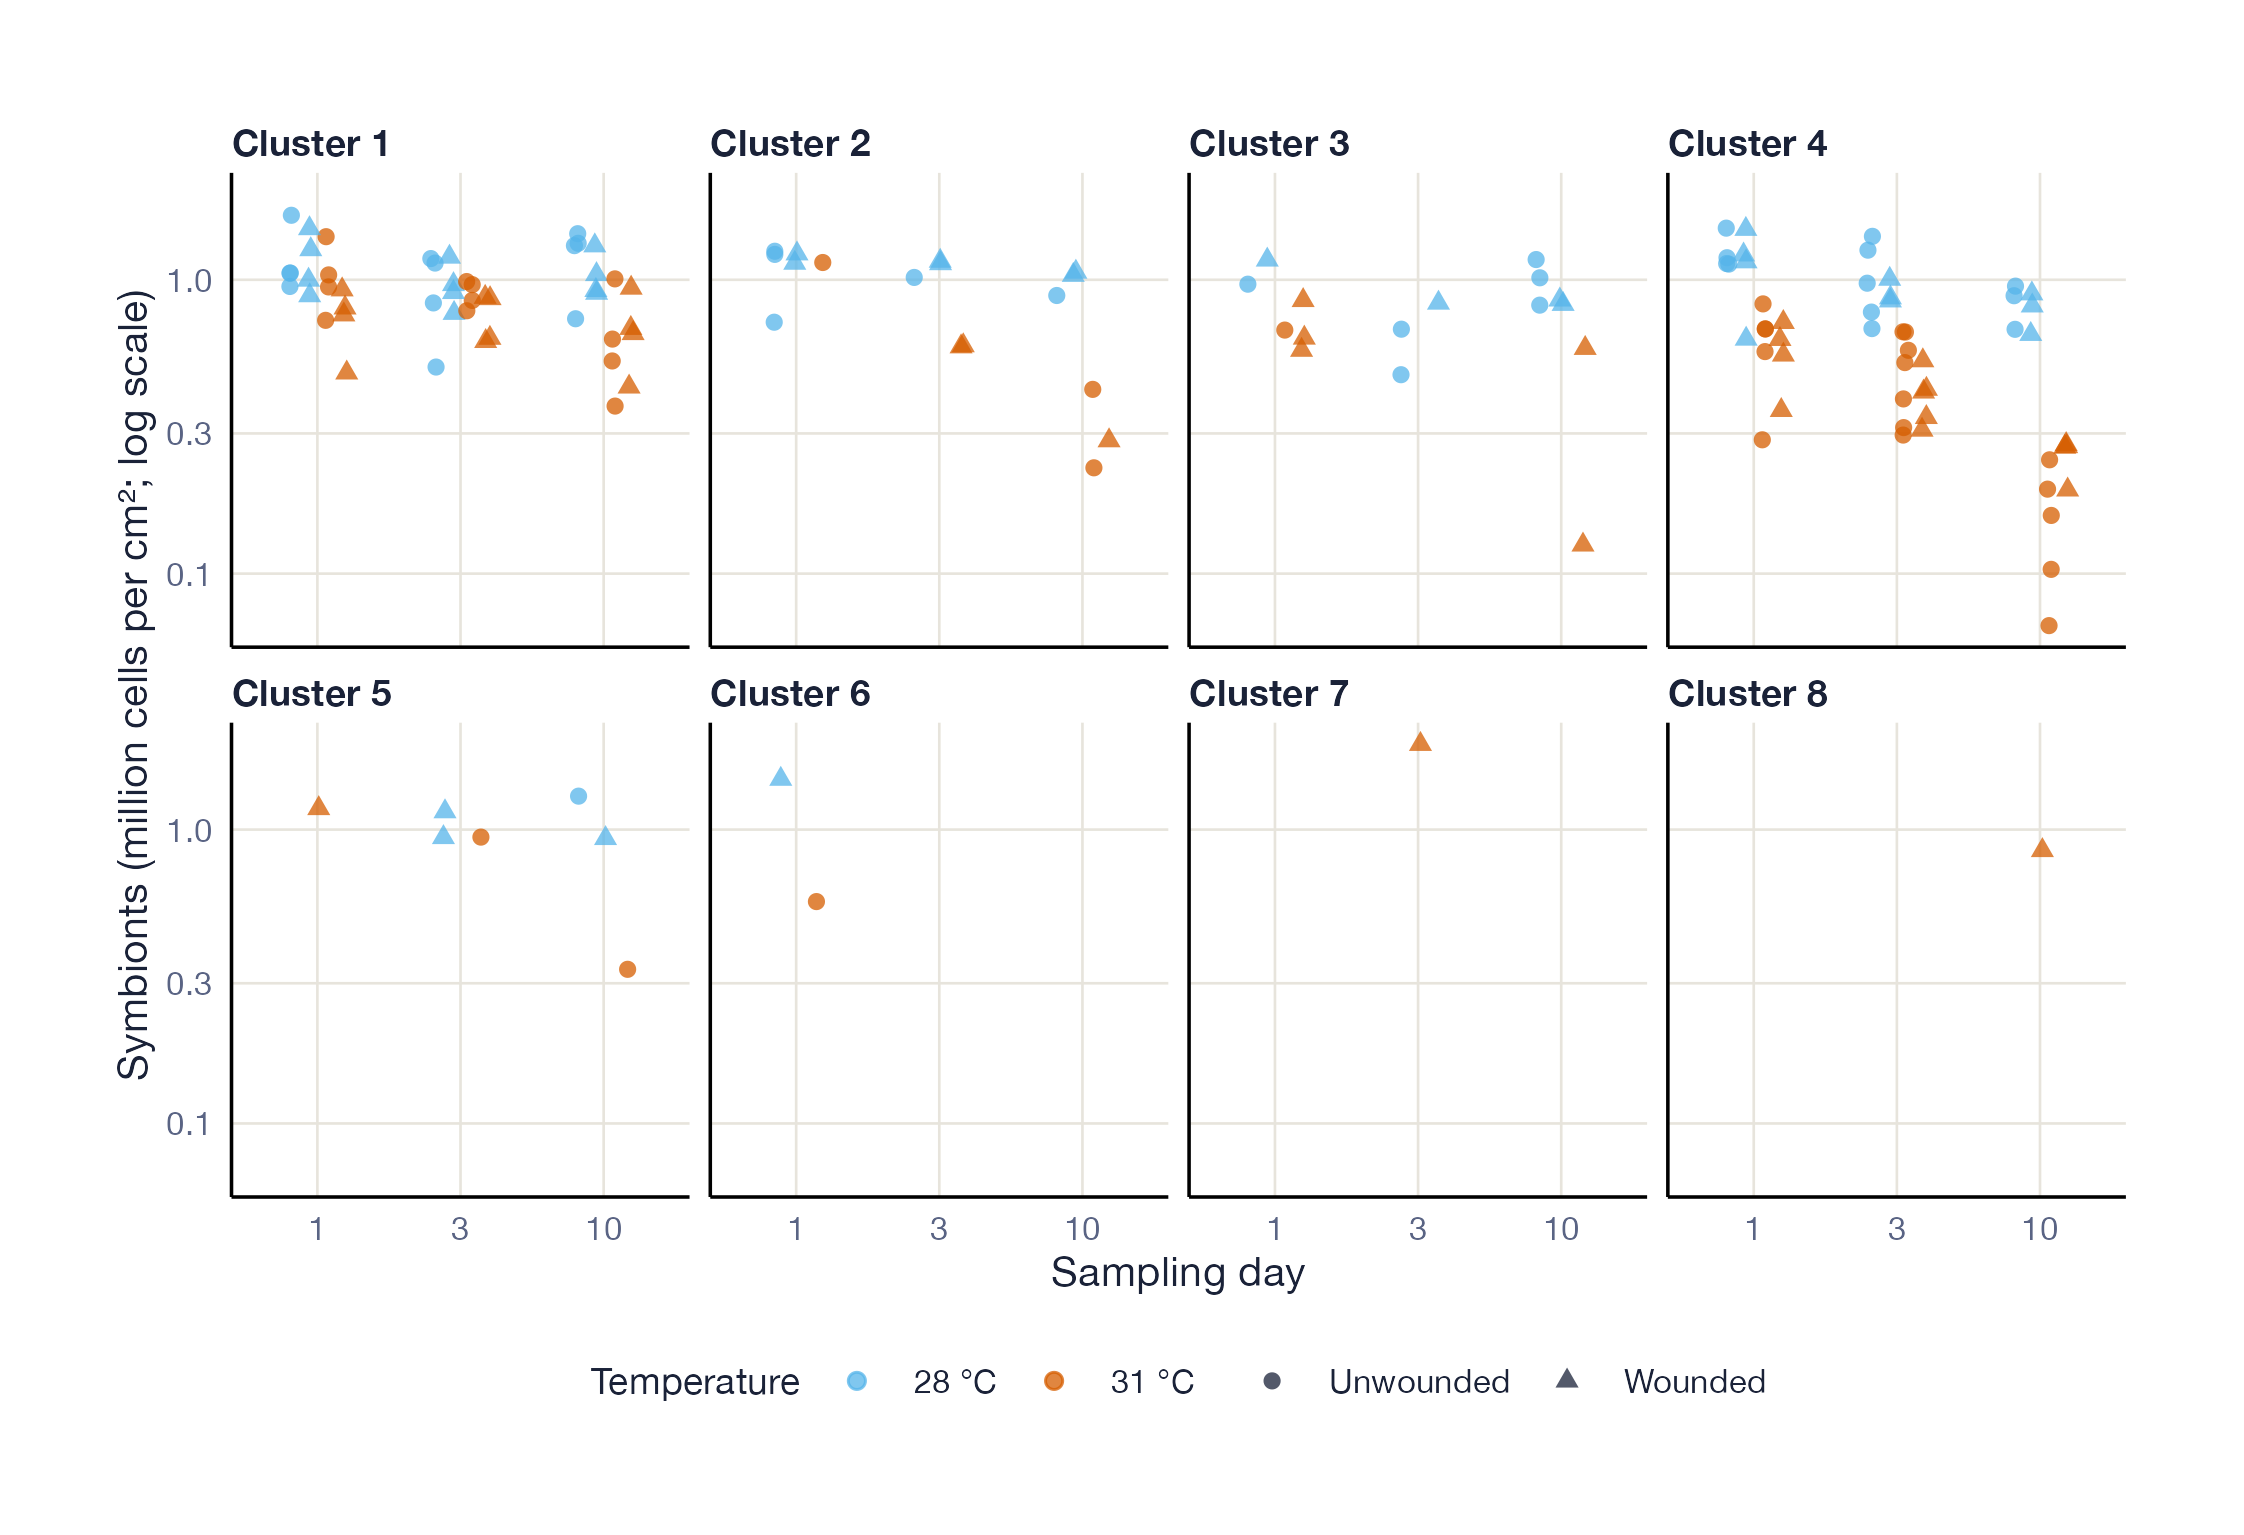 Cluster 1
Cluster 2
Cluster 3
Cluster 4
Symbionts (million cells per cm²; log scale)
1.0
0.3
0.1
Cluster 5
Cluster 6
Cluster 7
Cluster 8
1.0
0.3
0.1
1 3 10
1 3 10
1 3 10
1 3 10
Sampling day
Temperature 28 °C 31 °C Unwounded Wounded